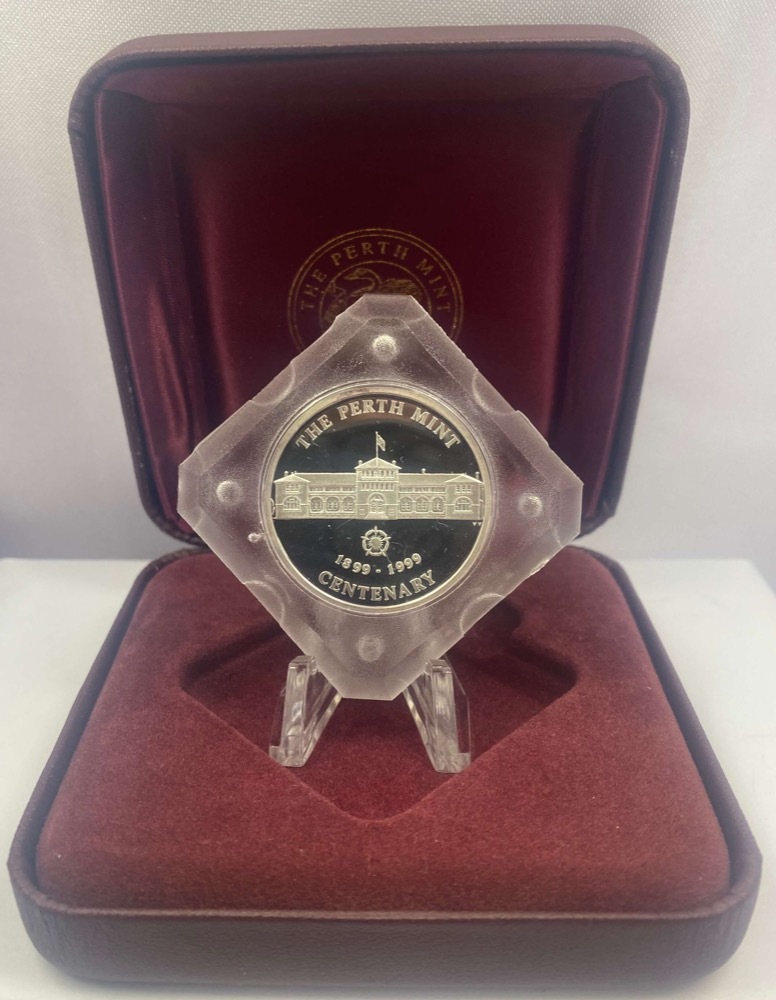 THE PERTH MINT
THE PERTH MINT
1899 - 1999
CENTENARY